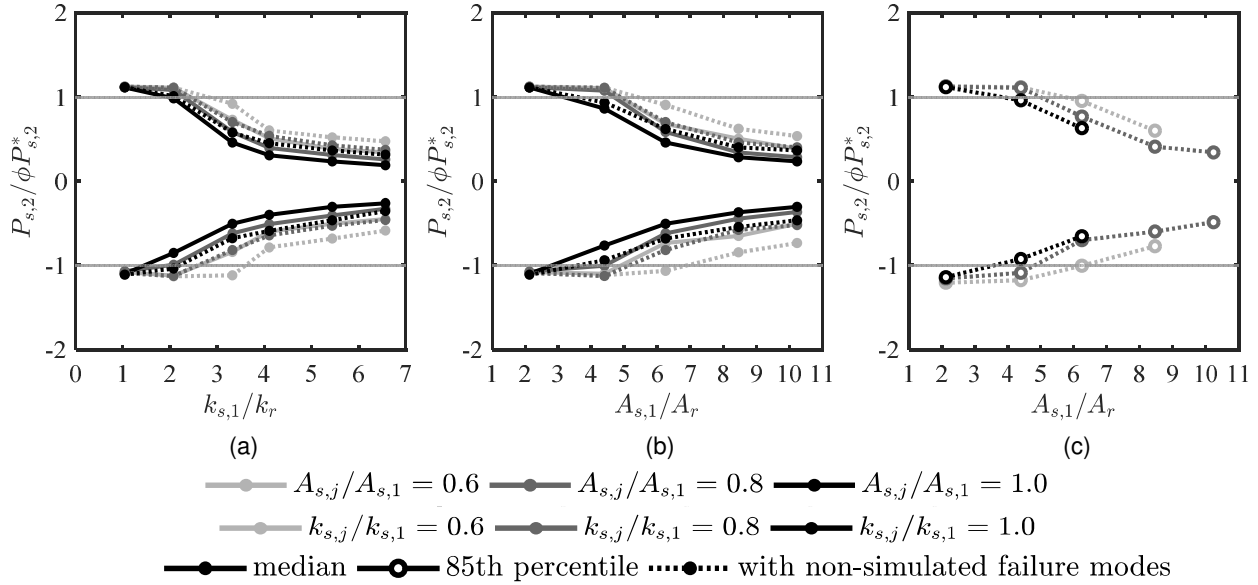 2 2 2
1 1 1
0 0 0
-1 -1 -1
-2 -2 -2
P_{s,2}/ϕP*_{s,2} P_{s,2}/ϕP*_{s,2} P_{s,2}/ϕP*_{s,2}
0 1 2 3 4 5 6 7 1 2 3 4 5 6 7 8 9 10 11 1 2 3 4 5 6 7 8 9 10 11
k_{s,1}/k_r A_{s,1}/A_r A_{s,1}/A_r
(a) (b) (c)
A_{s,j}/A_{s,1} = 0.6 A_{s,j}/A_{s,1} = 0.8 A_{s,j}/A_{s,1} = 1.0
k_{s,j}/k_{s,1} = 0.6 k_{s,j}/k_{s,1} = 0.8 k_{s,j}/k_{s,1} = 1.0
median 85th percentile with non-simulated failure modes